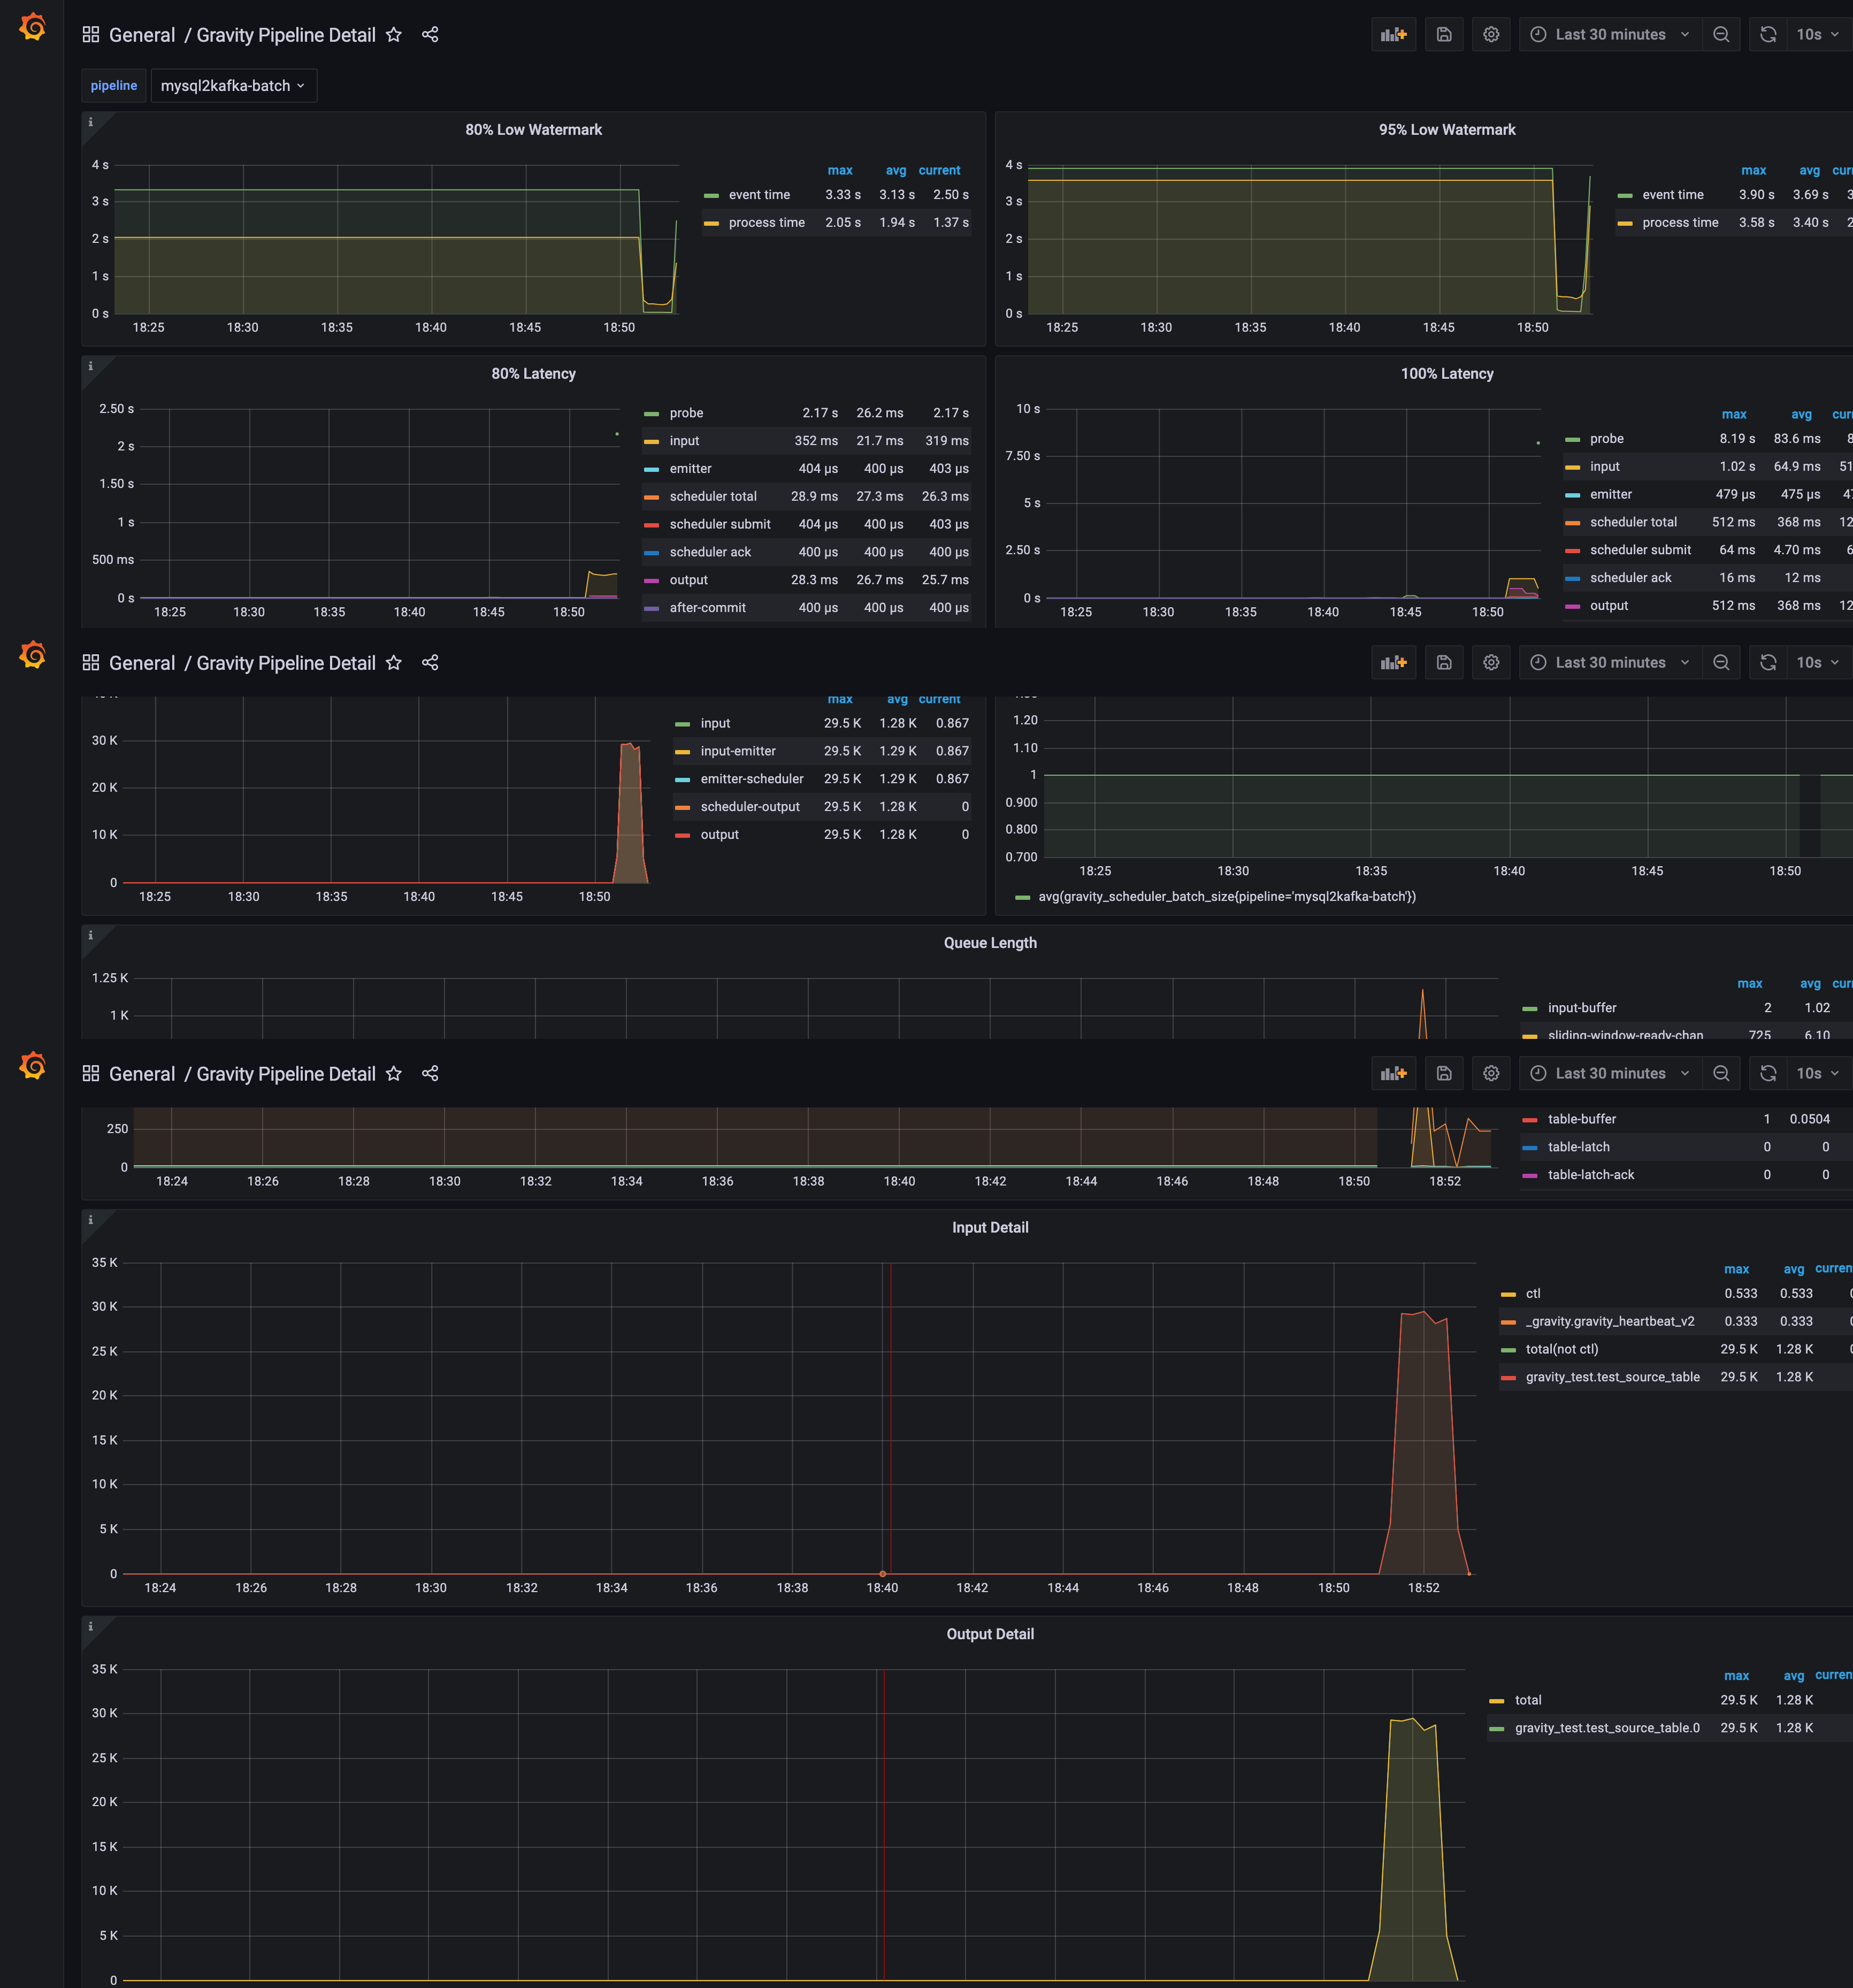 General / Gravity Pipeline Detail
Last 30 minutes
10s
pipeline
mysql2kafka-batch
80% Low Watermark
4 s
3 s
2 s
1 s
0 s
18:25 18:30 18:35 18:40 18:45 18:50
max avg current
event time 3.33 s 3.13 s 2.50 s
process time 2.05 s 1.94 s 1.37 s
95% Low Watermark
4 s
3 s
2 s
1 s
0 s
18:25 18:30 18:35 18:40 18:45 18:50
max avg curr
event time 3.90 s 3.69 s 3
process time 3.58 s 3.40 s 2
80% Latency
2.50 s
2 s
1.50 s
1 s
500 ms
0 s
18:25 18:30 18:35 18:40 18:45 18:50
probe 2.17 s 26.2 ms 2.17 s
input 352 ms 21.7 ms 319 ms
emitter 404 µs 400 µs 403 µs
scheduler total 28.9 ms 27.3 ms 26.3 ms
scheduler submit 404 µs 400 µs 403 µs
scheduler ack 400 µs 400 µs 400 µs
output 28.3 ms 26.7 ms 25.7 ms
after-commit 400 µs 400 µs 400 µs
100% Latency
10 s
7.50 s
5 s
2.50 s
0 s
18:25 18:30 18:35 18:40 18:45 18:50
max avg curr
probe 8.19 s 83.6 ms 8
input 1.02 s 64.9 ms 51
emitter 479 µs 475 µs 47
scheduler total 512 ms 368 ms 12
scheduler submit 64 ms 4.70 ms 6
scheduler ack 16 ms 12 ms
output 512 ms 368 ms 12
General / Gravity Pipeline Detail
Last 30 minutes
10s
30 K
20 K
10 K
0
18:25 18:30 18:35 18:40 18:45 18:50
max avg current
input 29.5 K 1.28 K 0.867
input-emitter 29.5 K 1.29 K 0.867
emitter-scheduler 29.5 K 1.29 K 0.867
scheduler-output 29.5 K 1.28 K 0
output 29.5 K 1.28 K 0
1.20
1.10
1
0.900
0.800
0.700
18:25 18:30 18:35 18:40 18:45 18:50
avg(gravity_scheduler_batch_size{pipeline='mysql2kafka-batch'})
Queue Length
1.25 K
1 K
max avg curr
input-buffer 2 1.02
sliding-window-ready-chan 725 6.10
General / Gravity Pipeline Detail
Last 30 minutes
10s
250
0
18:24 18:26 18:28 18:30 18:32 18:34 18:36 18:38 18:40 18:42 18:44 18:46 18:48 18:50 18:52
table-buffer 1 0.0504
table-latch 0 0
table-latch-ack 0 0
Input Detail
35 K
30 K
25 K
20 K
15 K
10 K
5 K
0
18:24 18:26 18:28 18:30 18:32 18:34 18:36 18:38 18:40 18:42 18:44 18:46 18:48 18:50 18:52
max avg curren
ctl 0.533 0.533
_gravity.gravity_heartbeat_v2 0.333 0.333
total(not ctl) 29.5 K 1.28 K
gravity_test.test_source_table 29.5 K 1.28 K
Output Detail
35 K
30 K
25 K
20 K
15 K
10 K
5 K
0
max avg curren
total 29.5 K 1.28 K
gravity_test.test_source_table.0 29.5 K 1.28 K